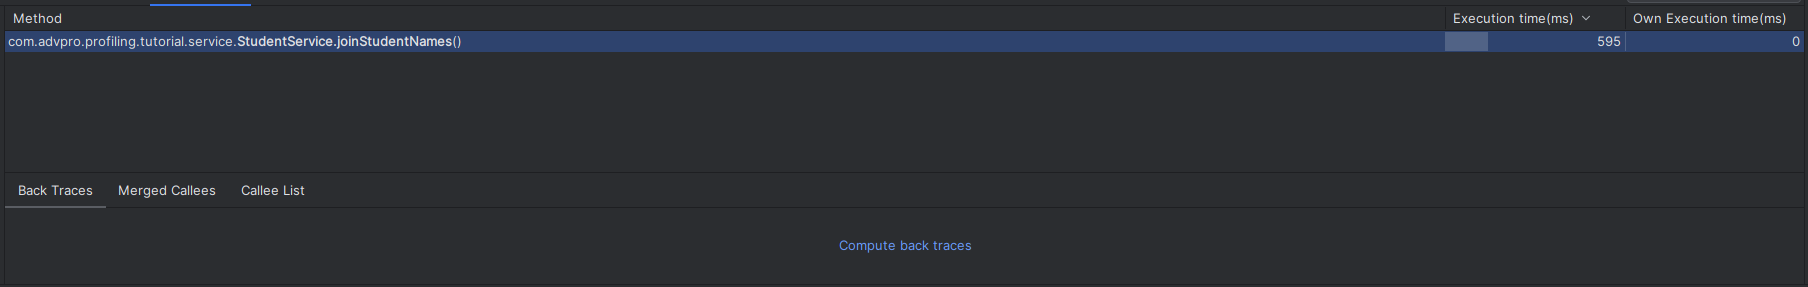 Method Execution time(ms) Own Execution time(ms)
com.advpro.profiling.tutorial.service.StudentService.joinStudentNames() 595 0
Back Traces Merged Callees Callee List
Compute back traces